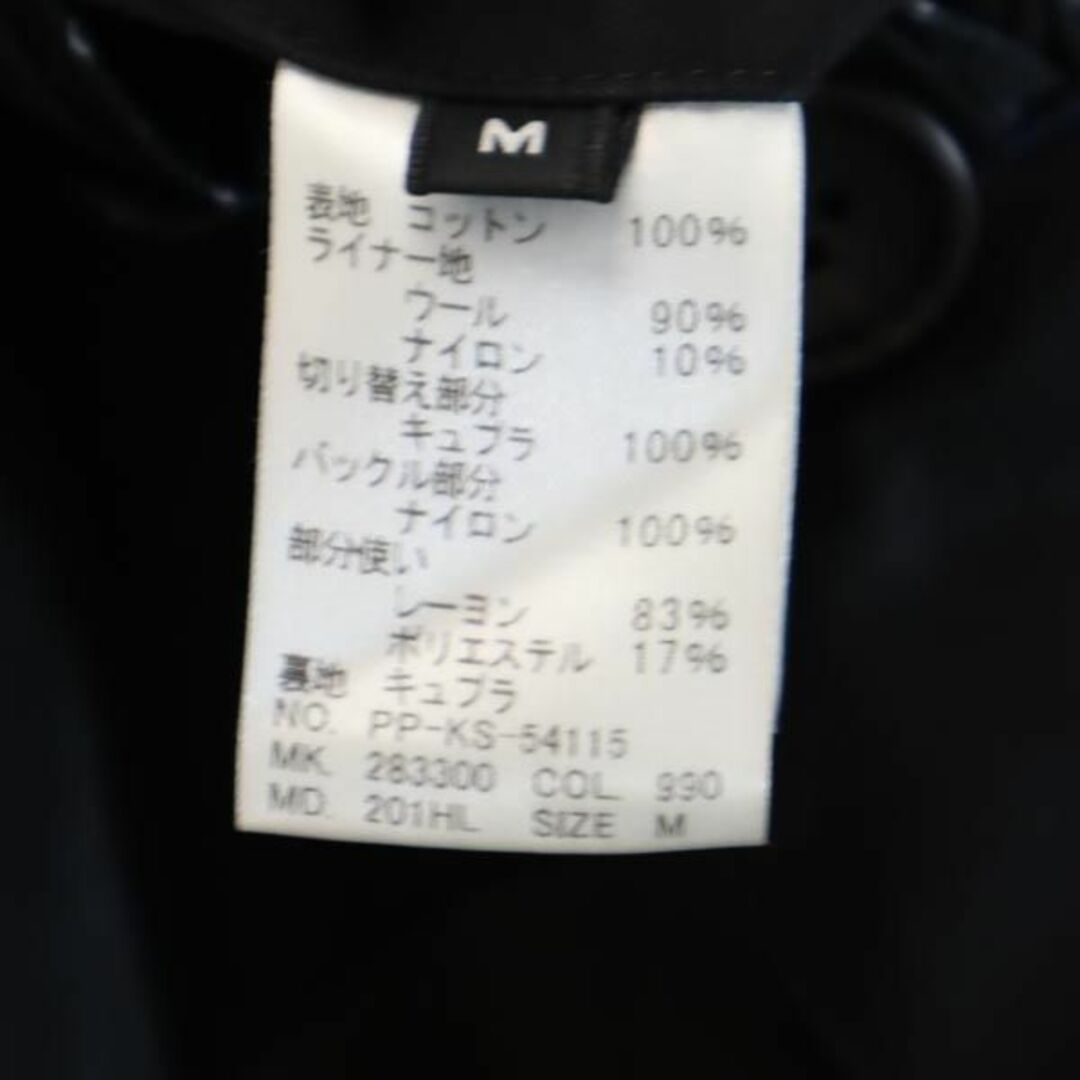 M
表地 コットン 100%
ライナー地
ウール 90%
ナイロン 10%
切り替え部分
キュプラ 100%
バックル部分
ナイロン 100%
部分使い
レーヨン 83%
ポリエステル 17%
裏地 キュプラ
NO. PP-KS-54115
MK. 283300 COL. 990
MD. 201HL SIZE M